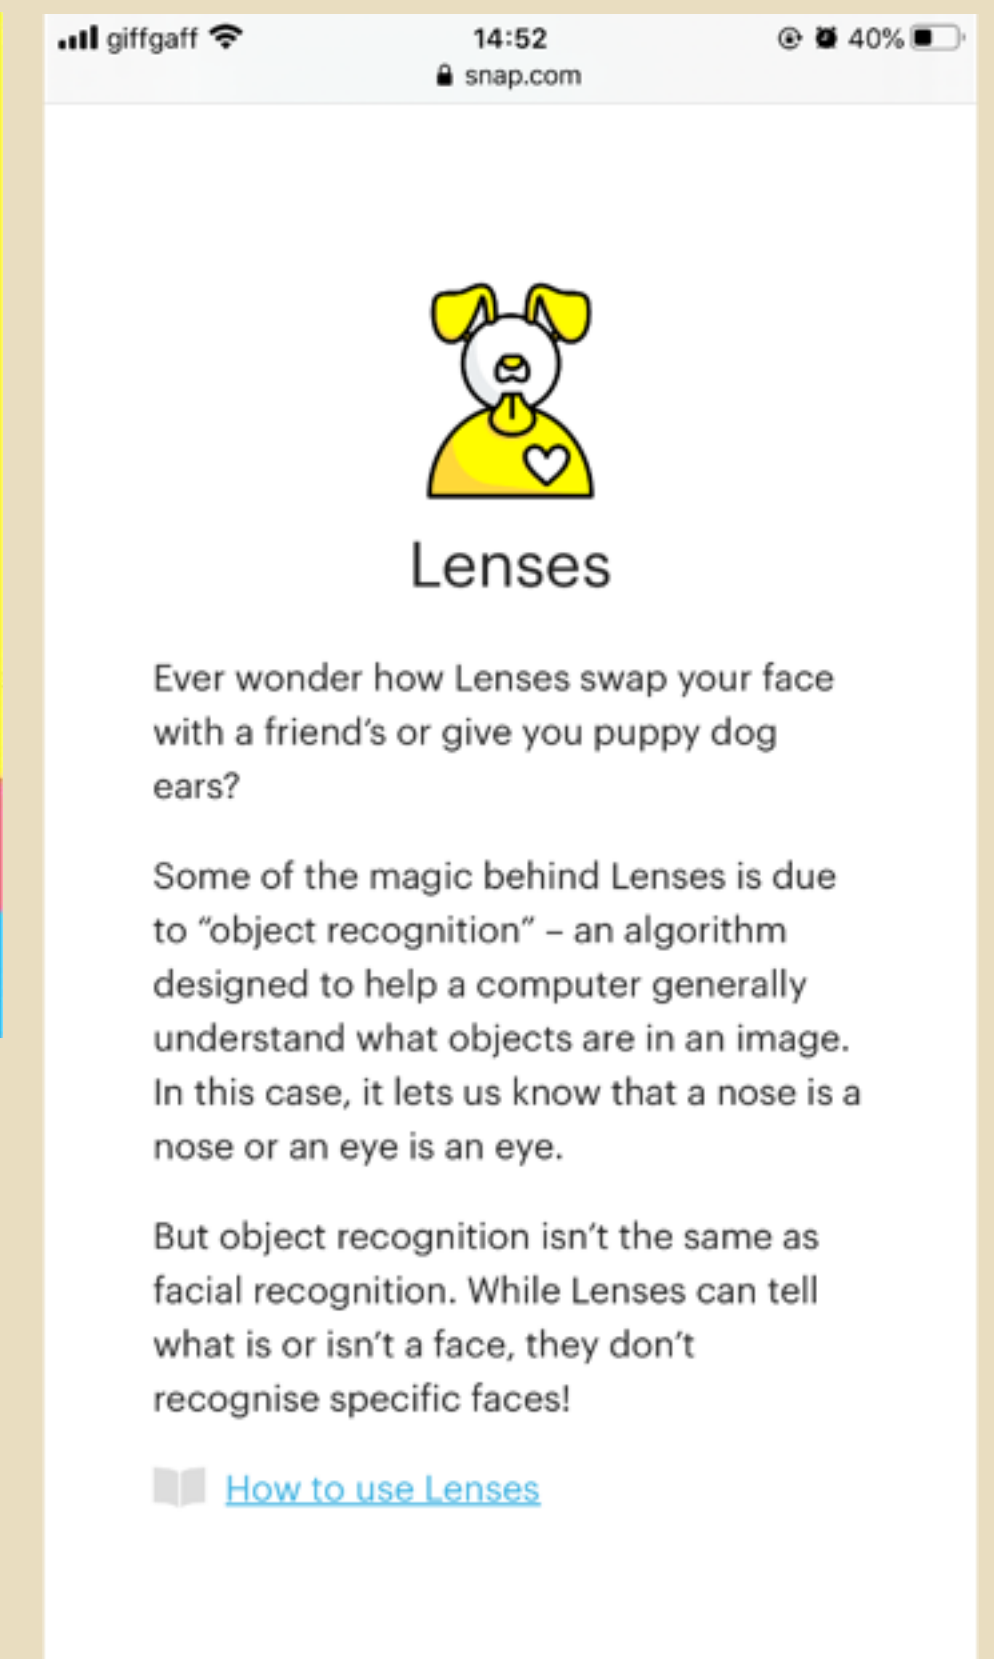 giffgaff 14:52 40%
snap.com
Lenses
Ever wonder how Lenses swap your face
with a friend’s or give you puppy dog
ears?
Some of the magic behind Lenses is due
to “object recognition” – an algorithm
designed to help a computer generally
understand what objects are in an image.
In this case, it lets us know that a nose is a
nose or an eye is an eye.
But object recognition isn’t the same as
facial recognition. While Lenses can tell
what is or isn’t a face, they don’t
recognise specific faces!
How to use Lenses